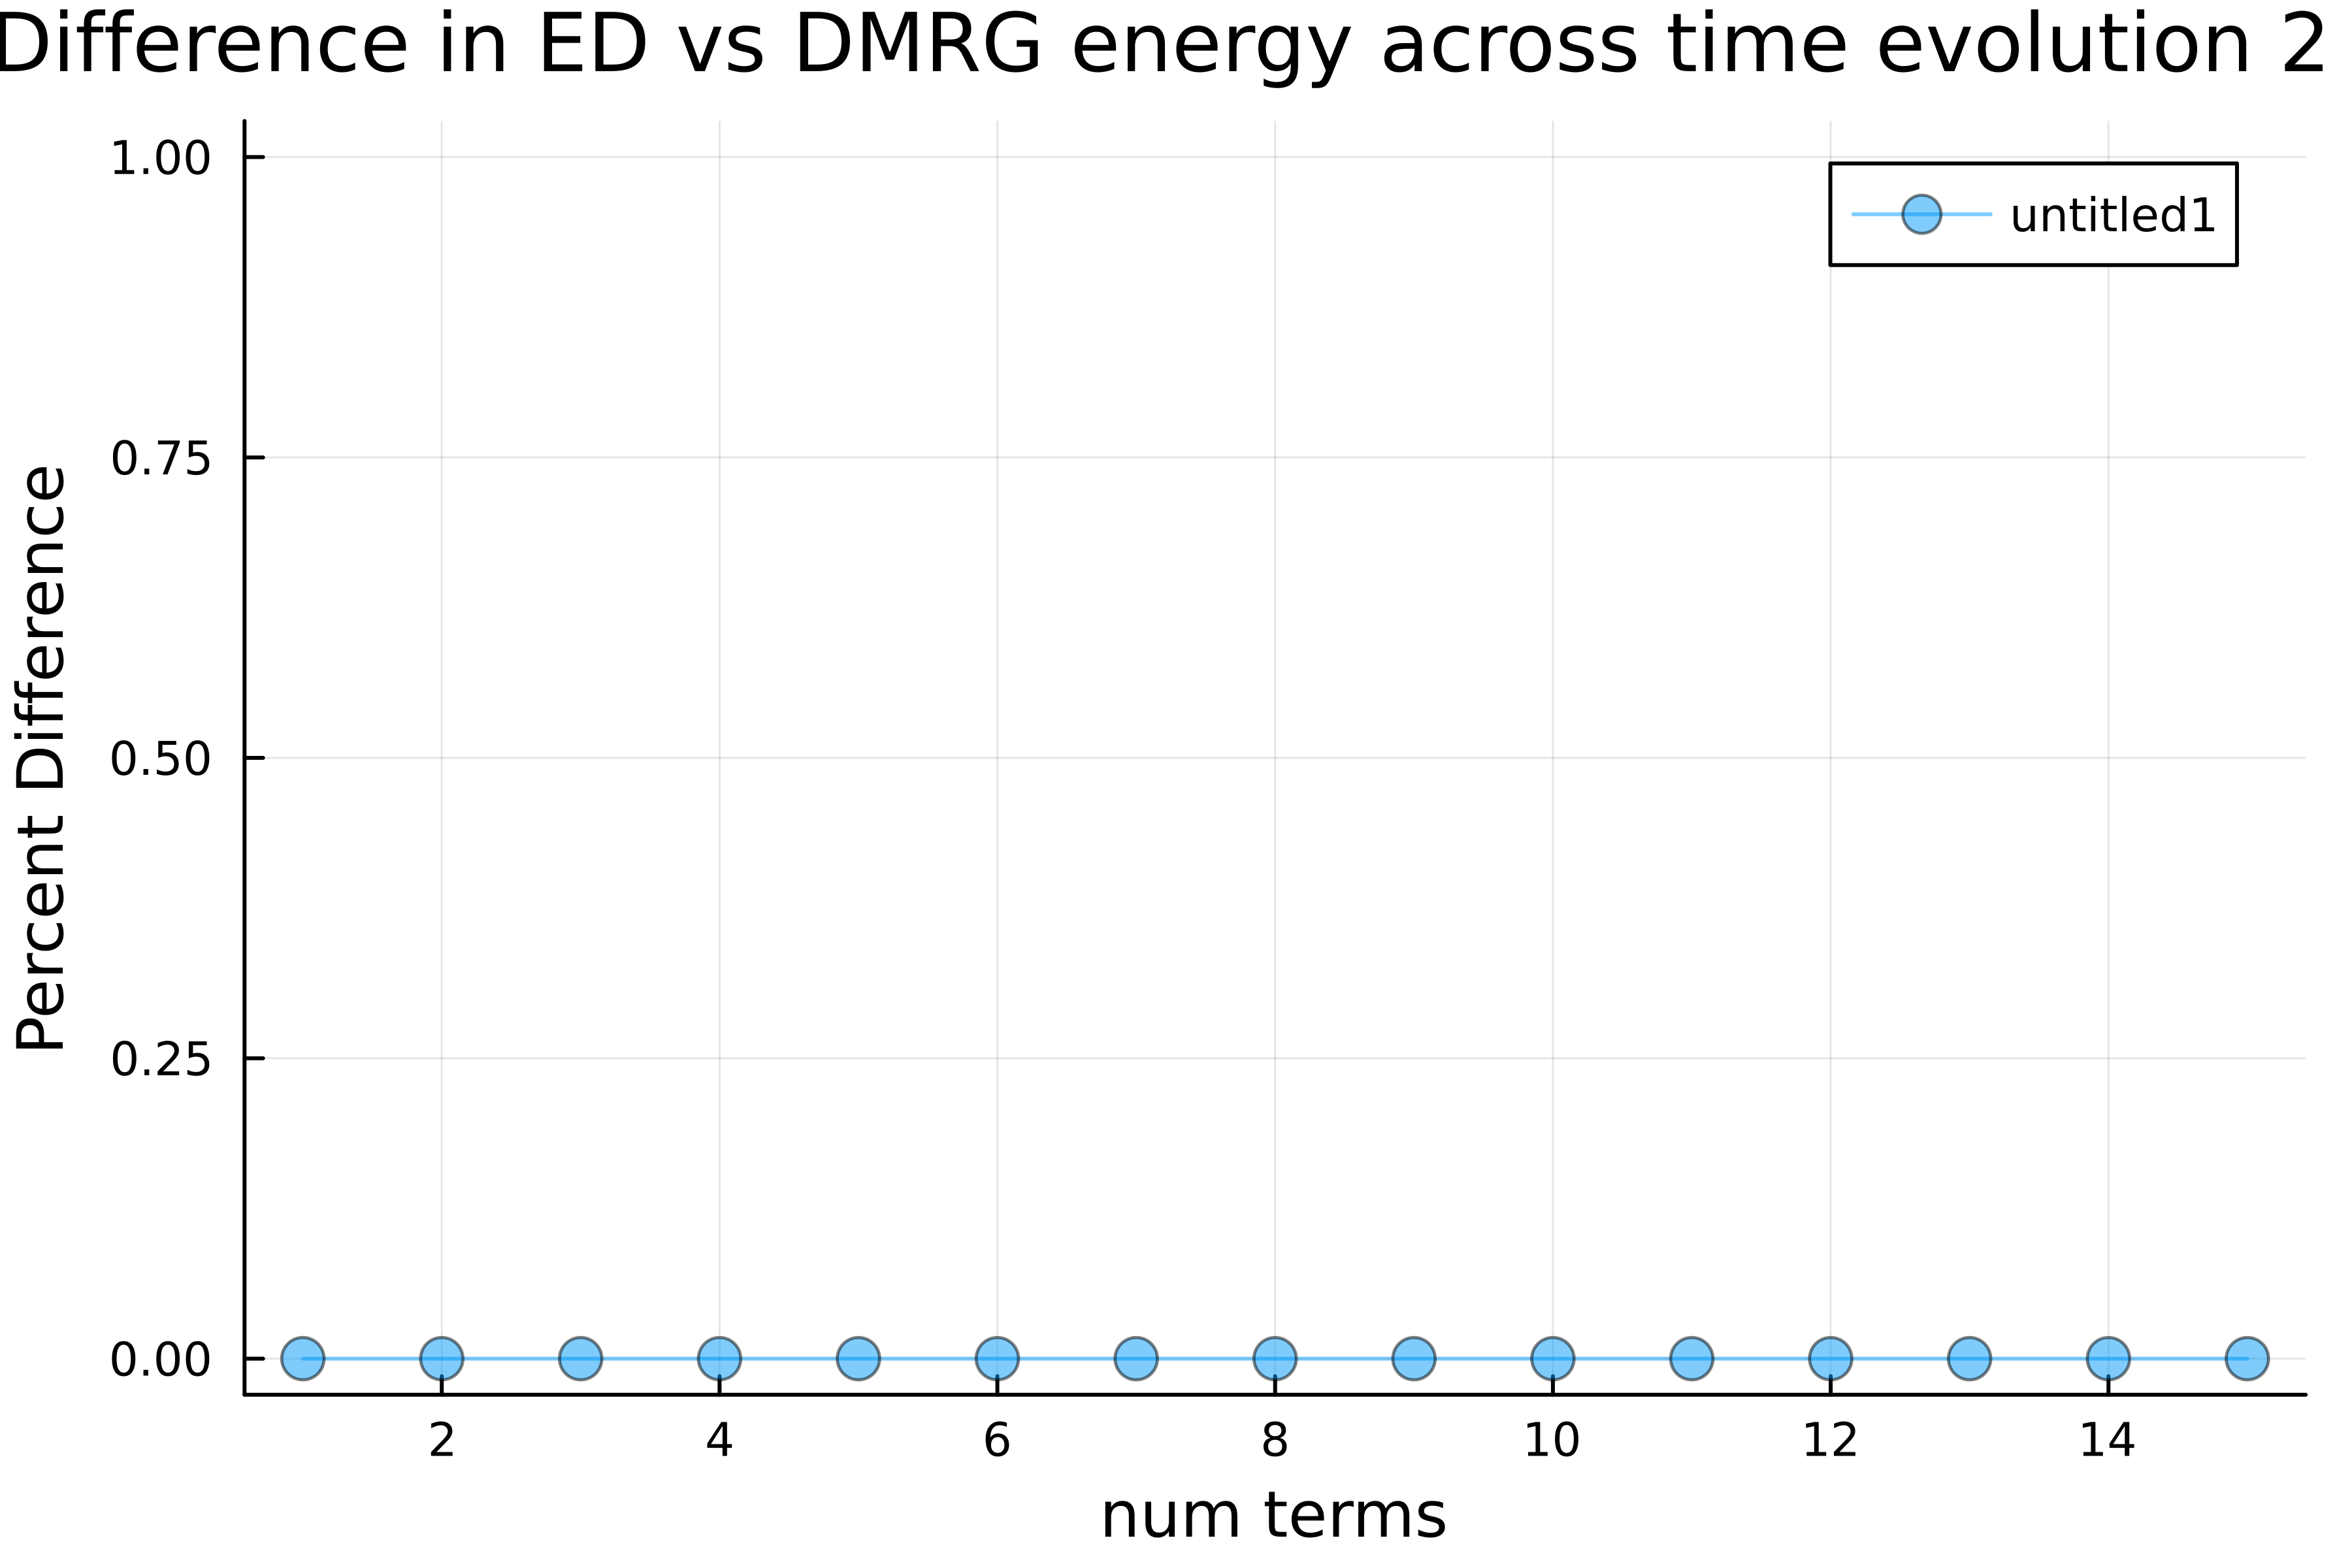 Difference in ED vs DMRG energy across time evolution 2
1.00
untitled1
0.75
Percent Difference
0.50
0.25
0.00
2 4 6 8 10 12 14
num terms